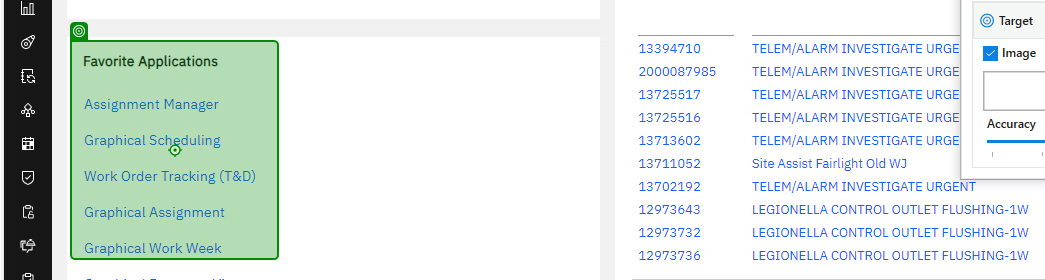 Favorite Applications
Assignment Manager
Graphical Scheduling
Work Order Tracking (T&D)
Graphical Assignment
Graphical Work Week
13394710 TELEM/ALARM INVESTIGATE URGE
2000087985 TELEM/ALARM INVESTIGATE URGE
13725517 TELEM/ALARM INVESTIGATE URGE
13725516 TELEM/ALARM INVESTIGATE URGE
13713602 TELEM/ALARM INVESTIGATE URGE
13711052 Site Assist Fairlight Old WJ
13702192 TELEM/ALARM INVESTIGATE URGENT
12973643 LEGIONELLA CONTROL OUTLET FLUSHING-1W
12973732 LEGIONELLA CONTROL OUTLET FLUSHING-1W
12973736 LEGIONELLA CONTROL OUTLET FLUSHING-1W
Target
Image
Accuracy